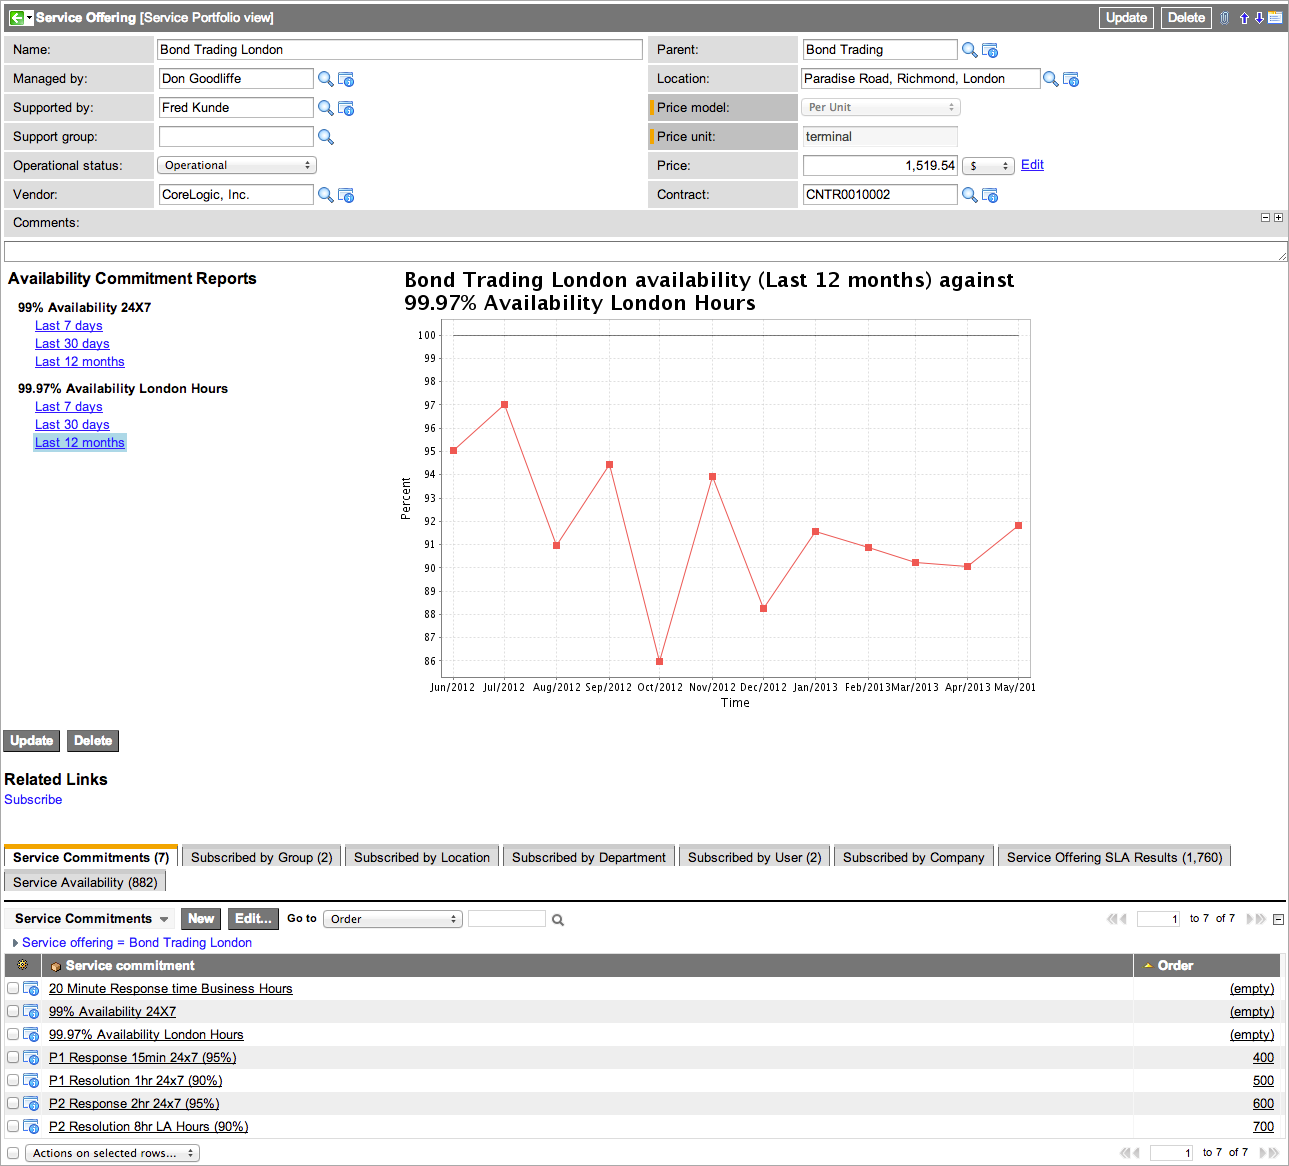 Service Offering [Service Portfolio view]
Update
Delete
Name:
Bond Trading London
Parent:
Bond Trading
Managed by:
Don Goodliffe
Location:
Paradise Road, Richmond, London
Supported by:
Fred Kunde
Price model:
Per Unit
Support group:
Price unit:
terminal
Operational status:
Operational
Price:
1,519.54
$
Edit
Vendor:
CoreLogic, Inc.
Contract:
CNTR0010002
Comments:
Availability Commitment Reports
99% Availability 24X7
Last 7 days
Last 30 days
Last 12 months
99.97% Availability London Hours
Last 7 days
Last 30 days
Last 12 months
Bond Trading London availability (Last 12 months) against
99.97% Availability London Hours
100
99
98
97
96
95
94
93
92
91
90
89
88
87
86
Percent
Jun/2012 Jul/2012 Aug/2012 Sep/2012 Oct/2012 Nov/2012 Dec/2012 Jan/2013 Feb/2013 Mar/2013 Apr/2013 May/201
Time
Update
Delete
Related Links
Subscribe
Service Commitments (7)
Subscribed by Group (2)
Subscribed by Location
Subscribed by Department
Subscribed by User (2)
Subscribed by Company
Service Offering SLA Results (1,760)
Service Availability (882)
Service Commitments
New
Edit...
Go to
Order
1 to 7 of 7
Service offering = Bond Trading London
Service commitment
Order
20 Minute Response time Business Hours
(empty)
99% Availability 24X7
(empty)
99.97% Availability London Hours
(empty)
P1 Response 15min 24x7 (95%)
400
P1 Resolution 1hr 24x7 (90%)
500
P2 Response 2hr 24x7 (95%)
600
P2 Resolution 8hr LA Hours (90%)
700
Actions on selected rows...
1 to 7 of 7